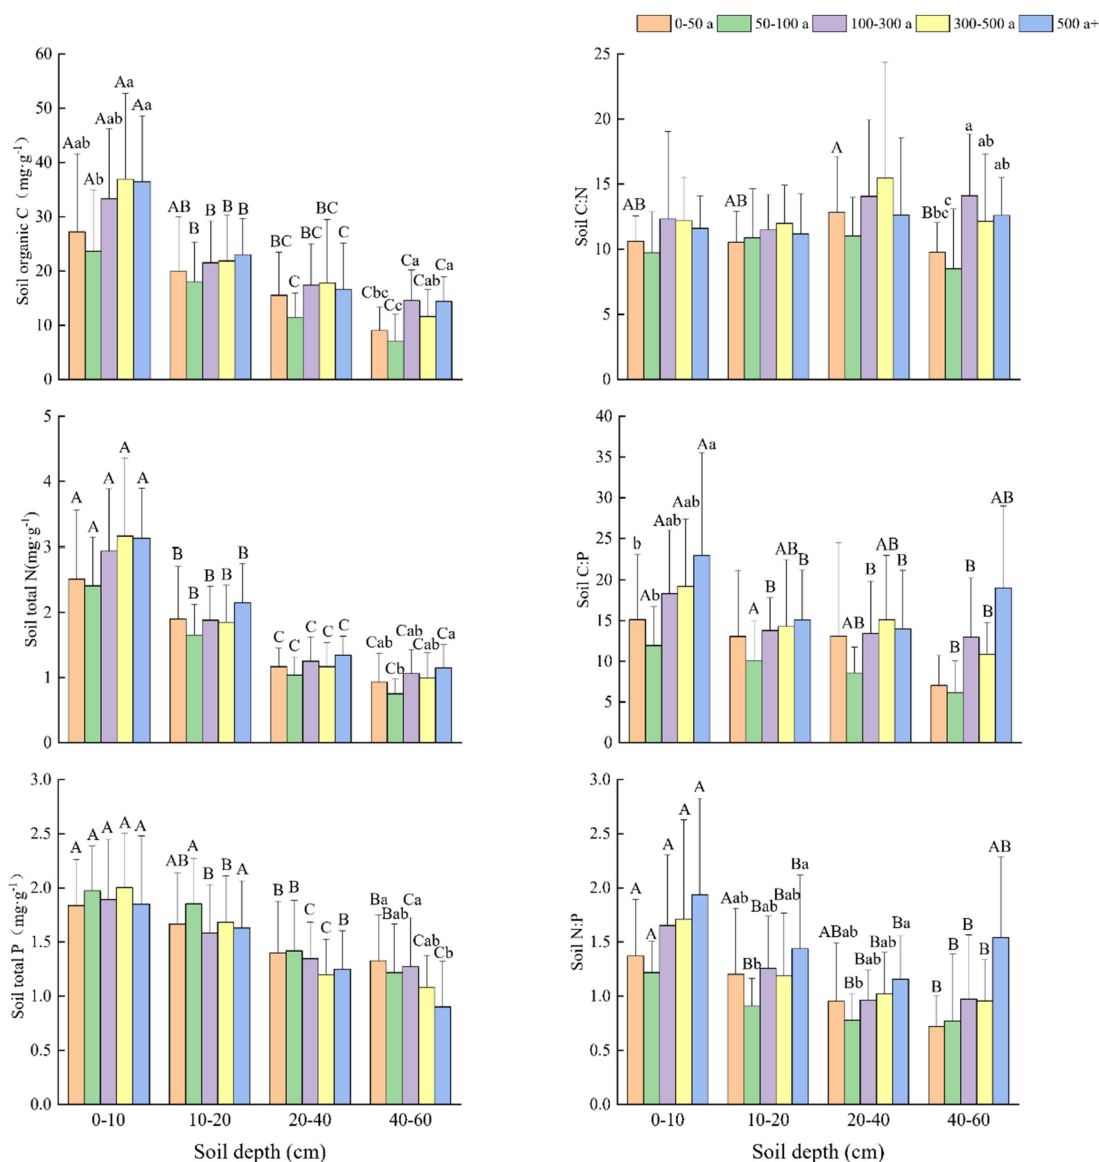 0-50 a 50-100 a 100-300 a 300-500 a 500 a+
Soil organic C (mg·g-1)
60
50
40
30
20
10
0
Aab Ab Aab Aa Aa
AB B B B B
BC C BC BC C
Cbc Cc Ca Cab Ca
Soil C:N
25
20
15
10
5
0
AB
AB
A
Bbc c a ab ab
Soil total N(mg·g-1)
5
4
3
2
1
0
A A A A A
B B B B B
C C C C C
Cab Cb Cab Cab Ca
Soil C:P
40
35
30
25
20
15
10
5
0
b Ab Aab Aab Aa
A B AB B
AB B AB B
B B B AB
Soil total P (mg·g-1)
3.0
2.5
2.0
1.5
1.0
0.5
0.0
A A A A A
AB A B B A
B B C C B
Ba Bab Ca Cab Cb
0-10 10-20 20-40 40-60
Soil depth (cm)
Soil N:P
3.0
2.5
2.0
1.5
1.0
0.5
0.0
A A A A A
Aab Bb Bab Bab Ba
ABab Bb Bab Bab Ba
B B B B AB
0-10 10-20 20-40 40-60
Soil depth (cm)